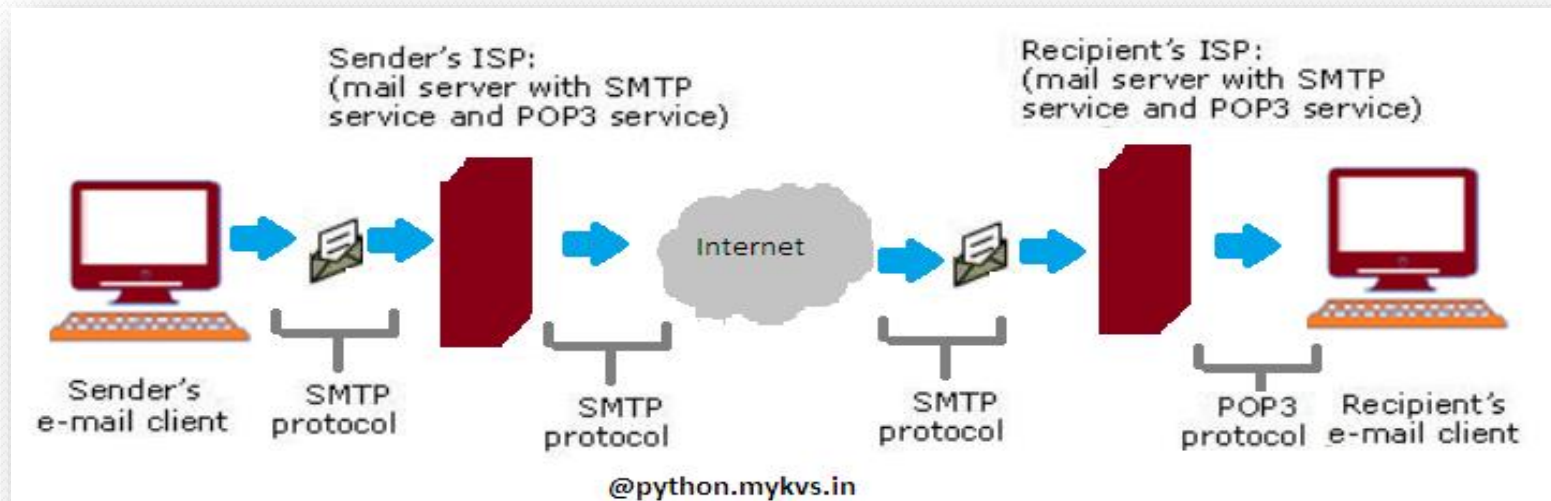 Sender's ISP:
(mail server with SMTP
service and POP3 service)
Recipient's ISP:
(mail server with SMTP
service and POP3 service)
Internet
Sender's
e-mail client
SMTP
protocol
SMTP
protocol
SMTP
protocol
POP3
protocol
Recipient's
e-mail client
@python.mykvs.in